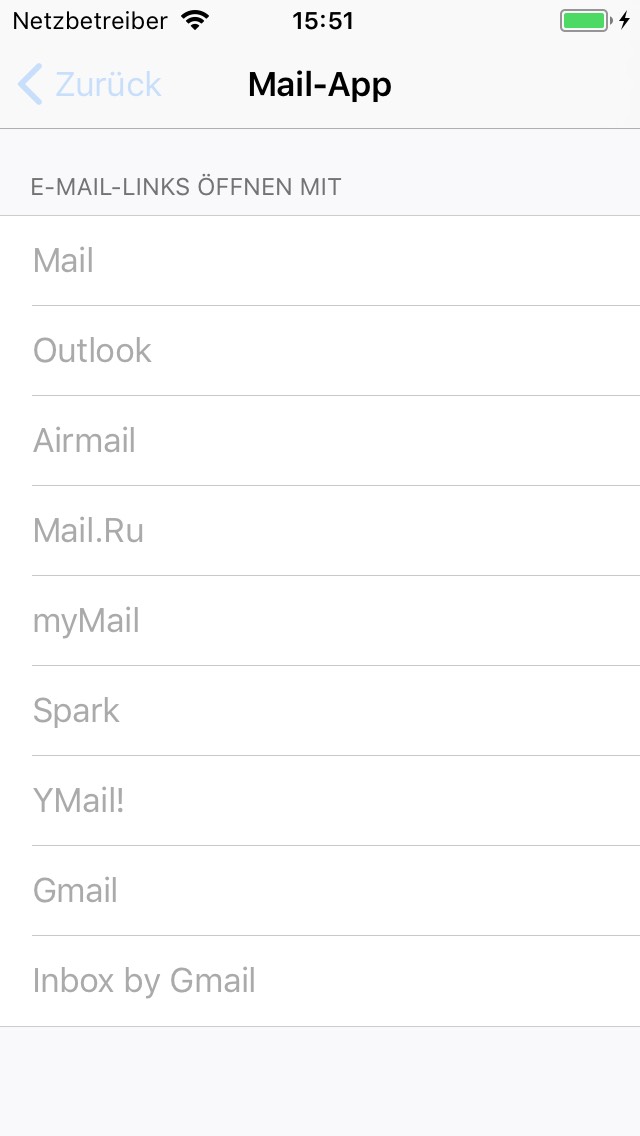 Netzbetreiber 15:51
Zurück Mail-App
E-MAIL-LINKS ÖFFNEN MIT
Mail
Outlook
Airmail
Mail.Ru
myMail
Spark
YMail!
Gmail
Inbox by Gmail